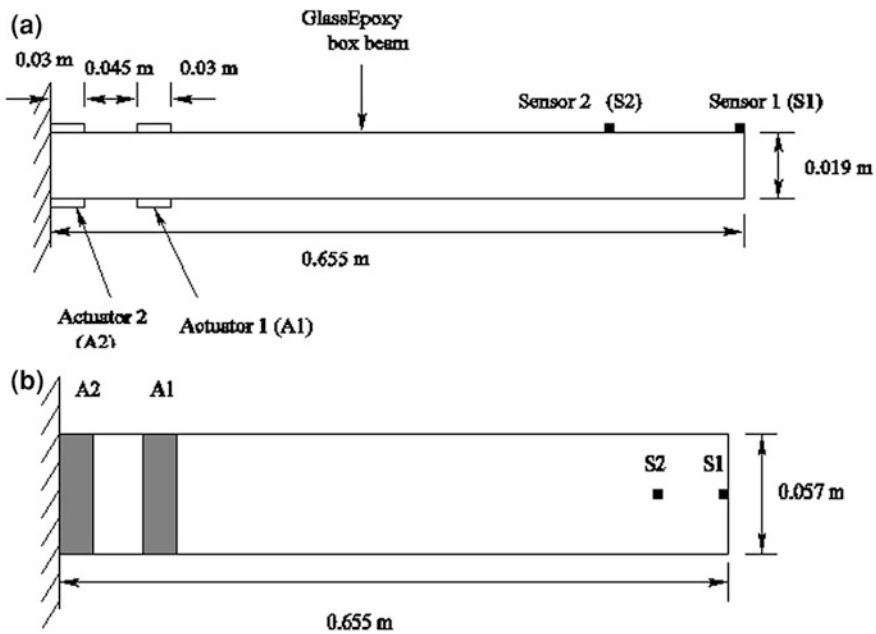 (a)
GlassEpoxy
box beam
0.03 m
0.045 m
0.03 m
Sensor 2 (S2)
Sensor 1 (S1)
0.019 m
0.655 m
Actuator 2
(A2)
Actuator 1 (A1)
(b)
A2
A1
S2
S1
0.057 m
0.655 m